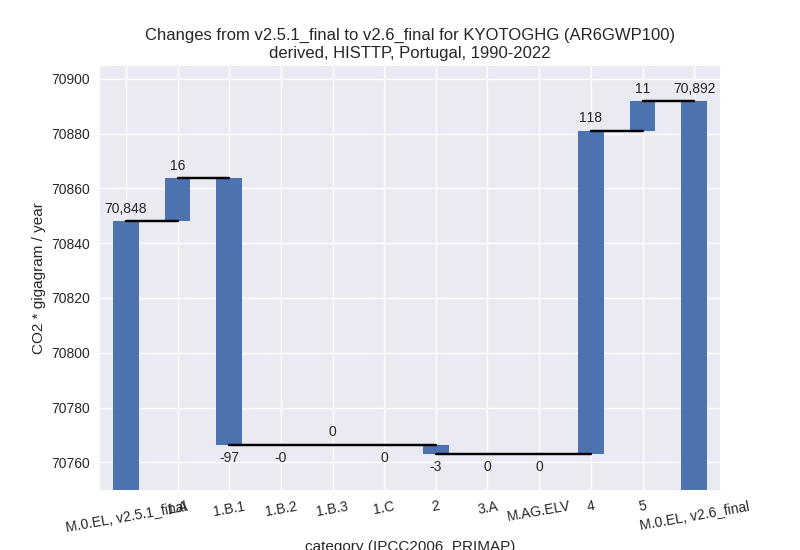 Changes from v2.5.1_final to v2.6_final for KYOTOGHG (AR6GWP100)
derived, HISTTP, Portugal, 1990-2022
CO2 * gigagram / year
70900
70880
70860
70840
70820
70800
70780
70760
70,848
16
-97
-0
0
0
-3
0
0
118
11
70,892
M.0.EL, v2.5.1_final
1.A
1.B.1
1.B.2
1.B.3
1.C
2
3.A
M.AG.ELV
4
5
M.0.EL, v2.6_final
category (IPCC2006_PRIMAP)